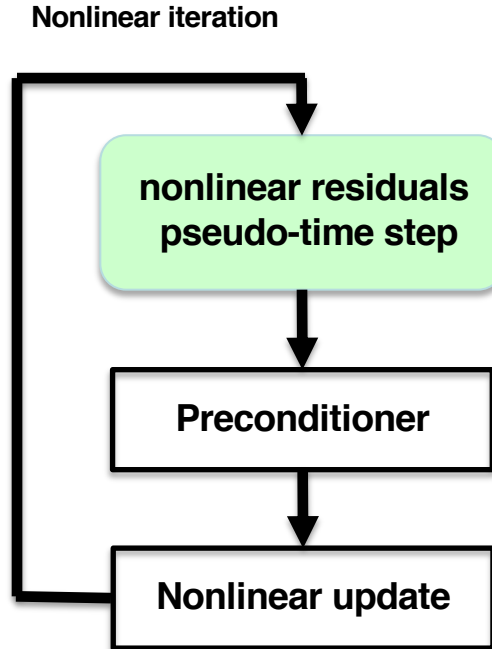 Nonlinear iteration
nonlinear residuals
pseudo-time step
Preconditioner
Nonlinear update